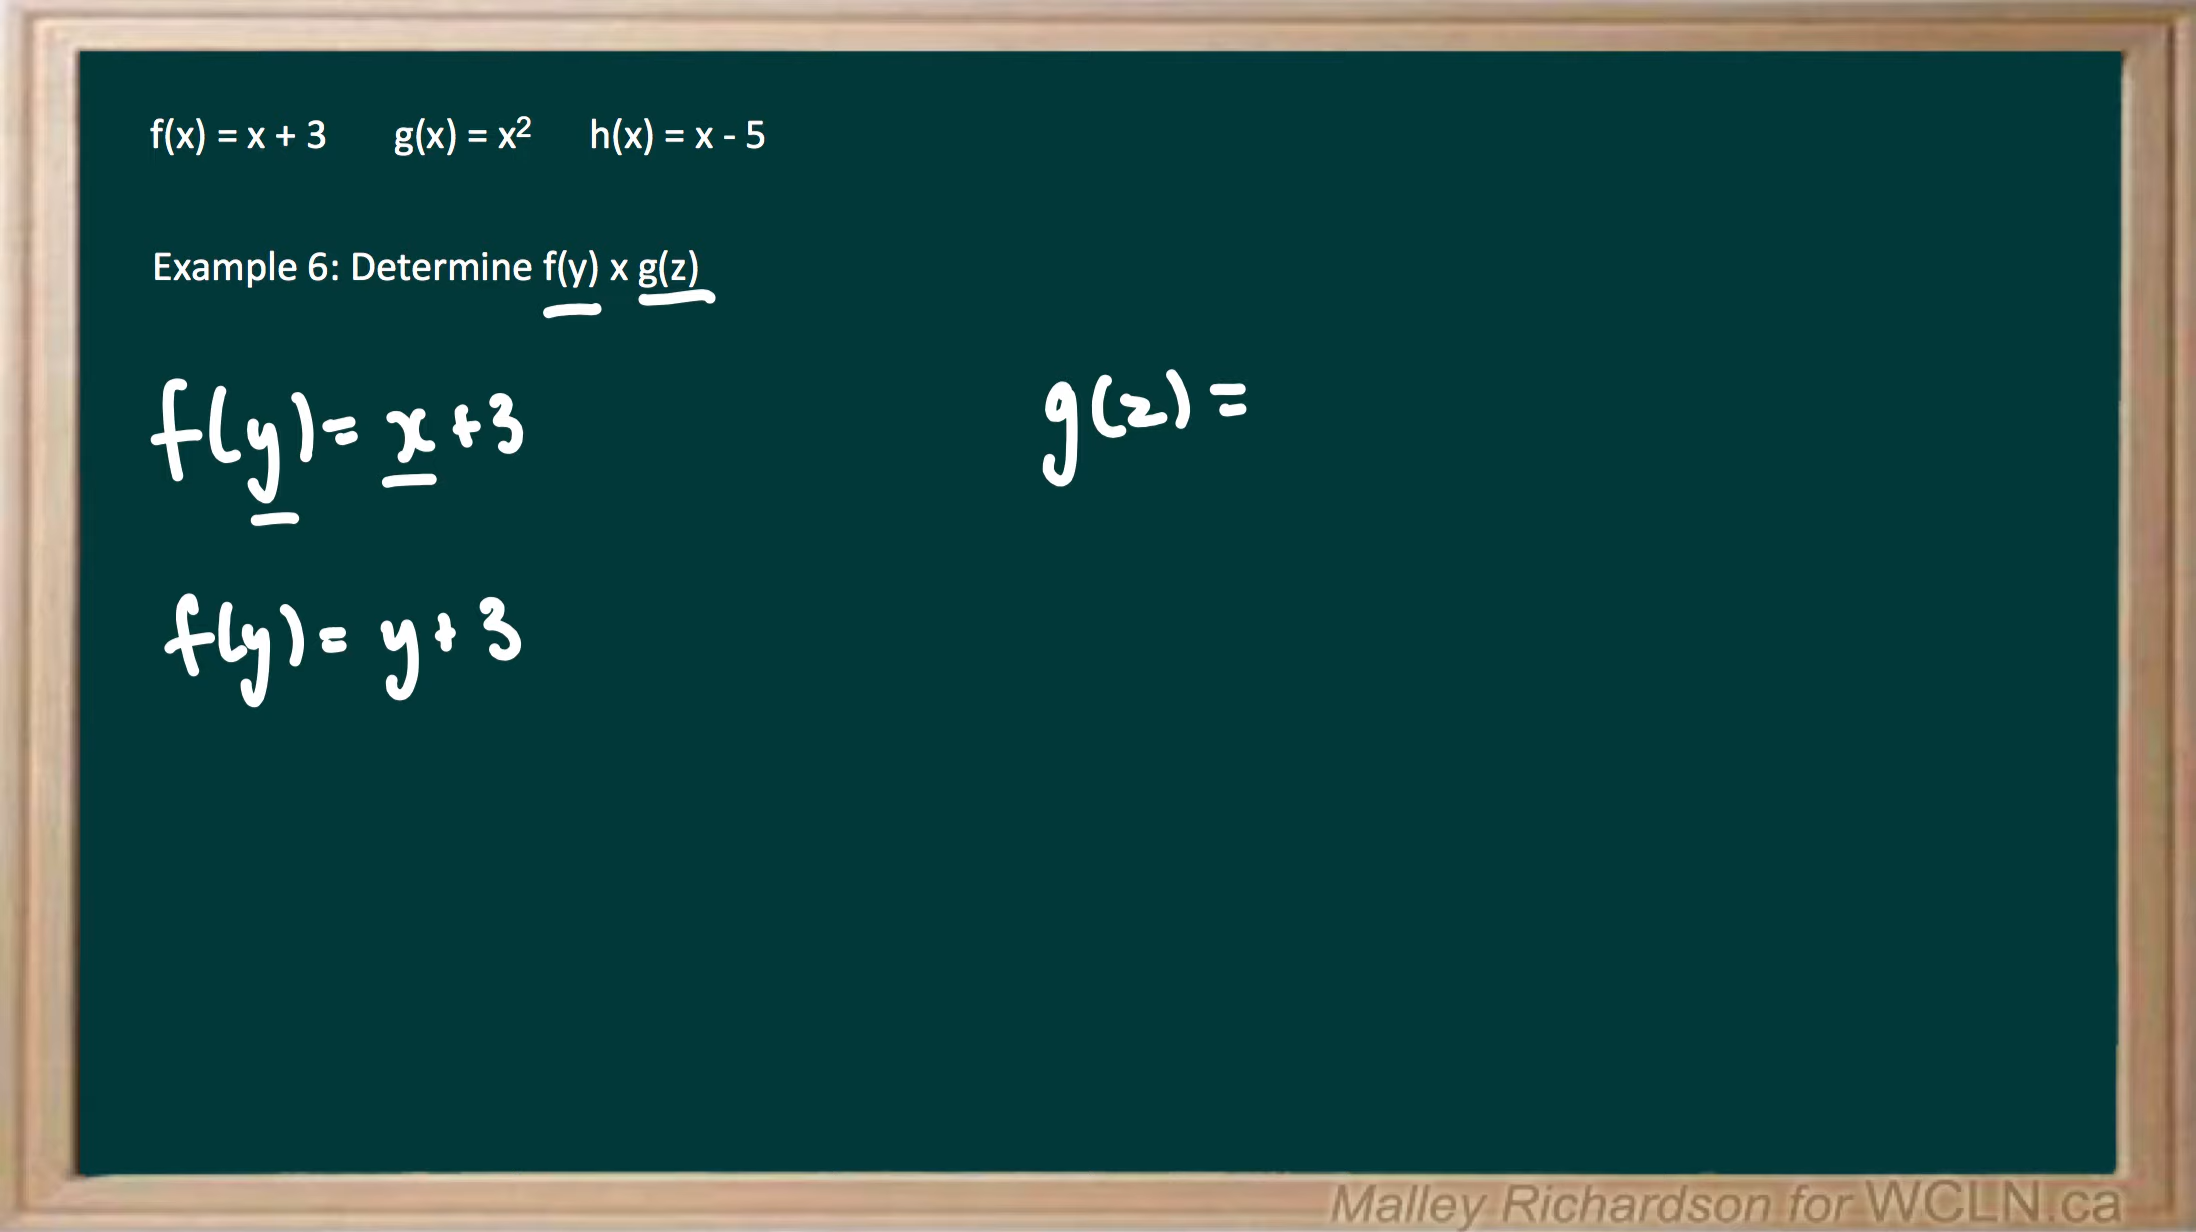 f(x) = x + 3 g(x) = x² h(x) = x - 5
Example 6: Determine f(y) x g(z)
f(y) = x + 3
g(z) =
f(y) = y + 3
Malley Richardson for WCLN.ca